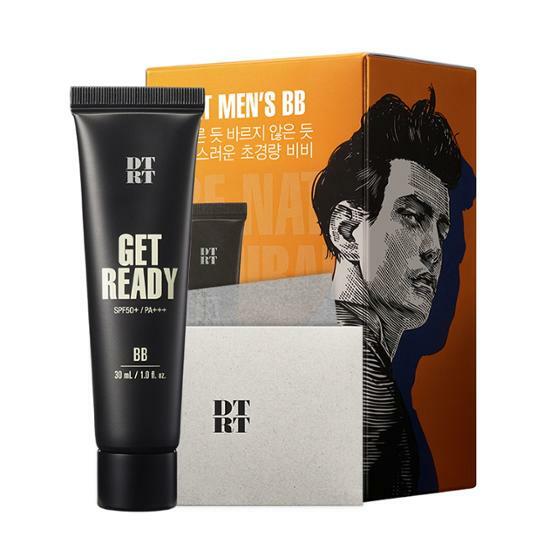 DT
RT
GET
READY
SPF50+ / PA+++
BB
30 mL / 1.0 fl. oz.
MEN'S BB
듯 바르지 않은 듯
스러운 초경량 비비
NAT
DT
RT
DT
RT